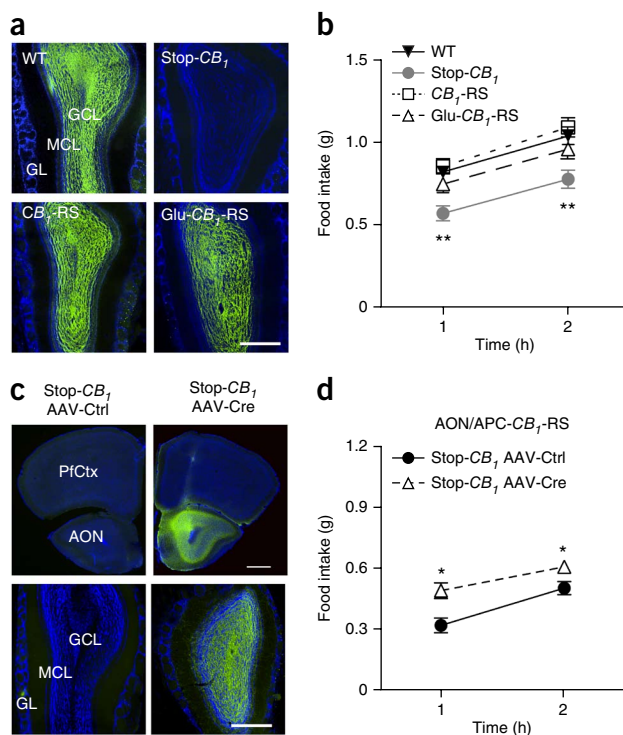 a
WT
Stop-CB1
GCL
MCL
GL
CB1-RS
Glu-CB1-RS
b
WT
Stop-CB1
CB1-RS
Glu-CB1-RS
1.5
1.0
0.5
0
Food intake (g)
**
**
1
2
Time (h)
c
Stop-CB1
AAV-Ctrl
Stop-CB1
AAV-Cre
PfCtx
AON
GCL
MCL
GL
d
AON/APC-CB1-RS
Stop-CB1 AAV-Ctrl
Stop-CB1 AAV-Cre
1.2
0.9
0.6
0.3
0
Food intake (g)
*
*
1
2
Time (h)